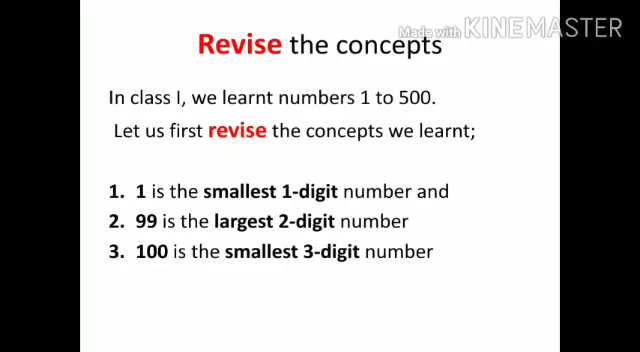 Revise the concepts
Made with KINEMASTER
In class I, we learnt numbers 1 to 500.
Let us first revise the concepts we learnt;
1. 1 is the smallest 1-digit number and
2. 99 is the largest 2-digit number
3. 100 is the smallest 3-digit number